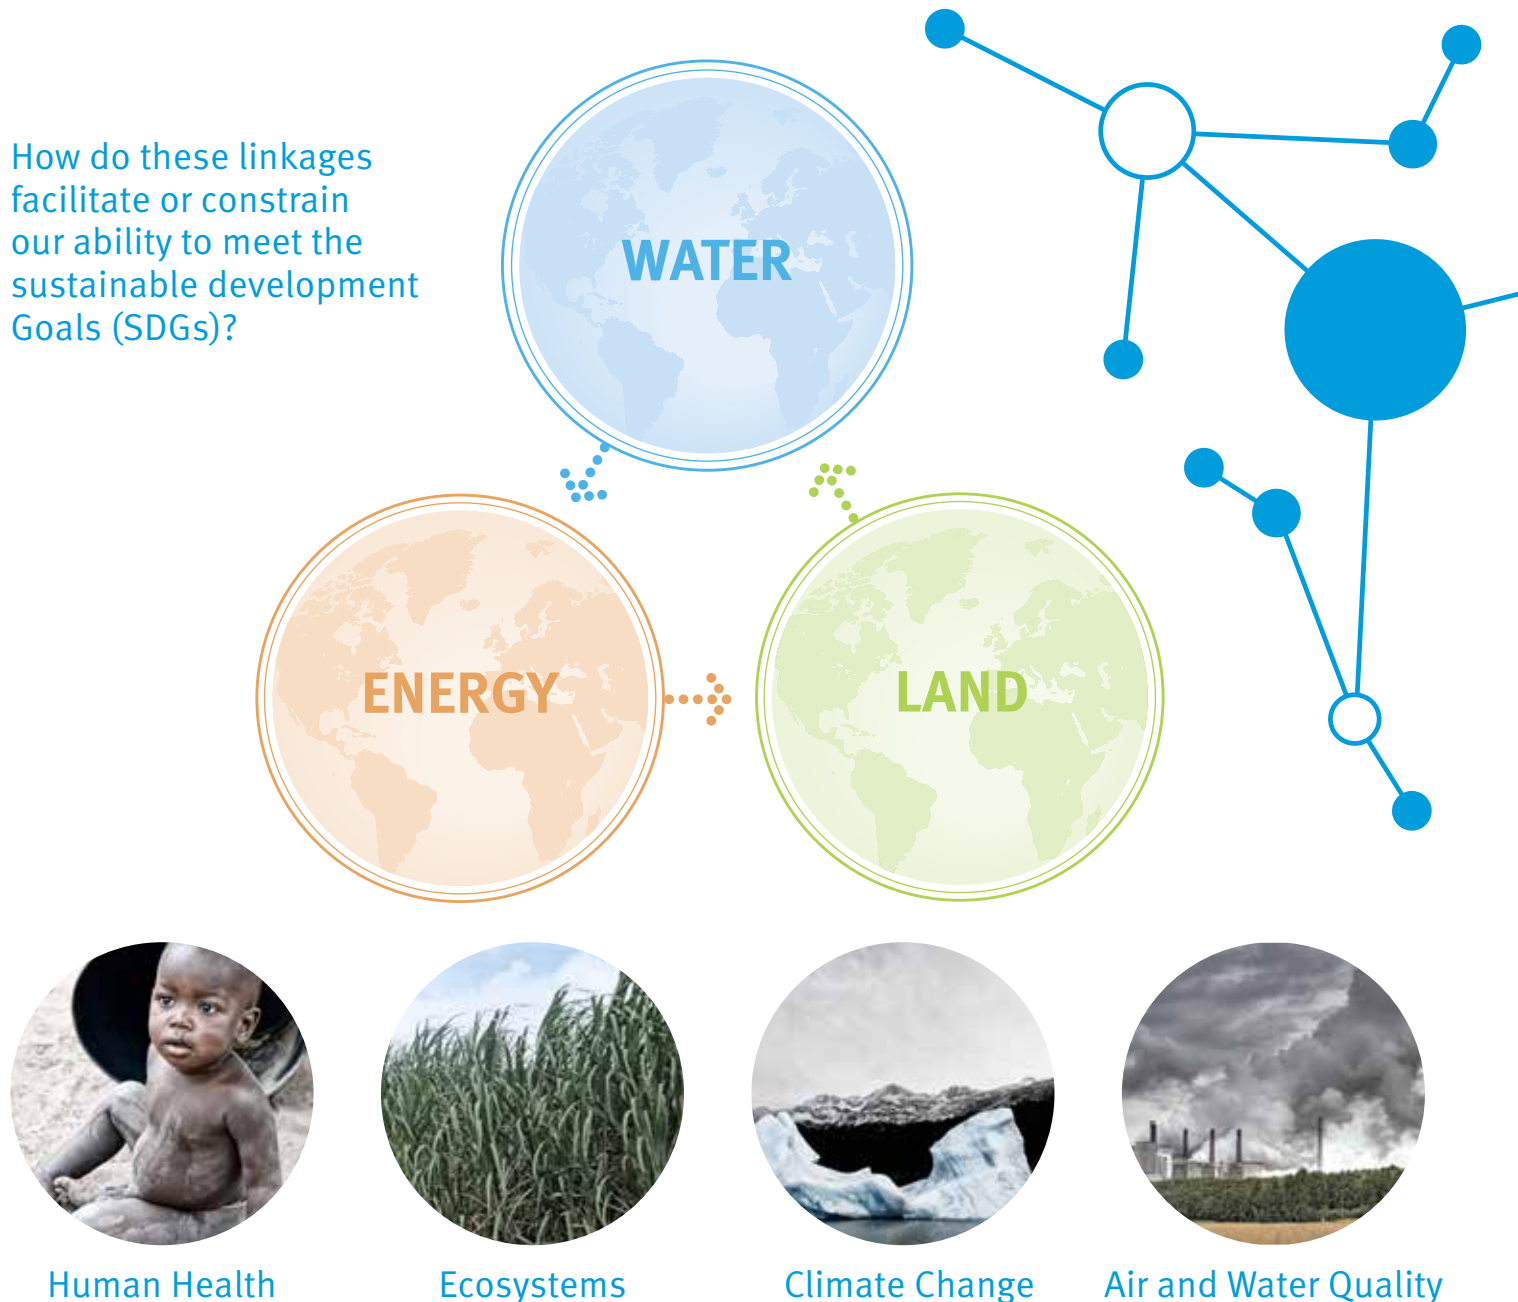 How do these linkages
facilitate or constrain
our ability to meet the
sustainable development
Goals (SDGs)?
WATER
ENERGY
LAND
Human Health
Ecosystems
Climate Change
Air and Water Quality